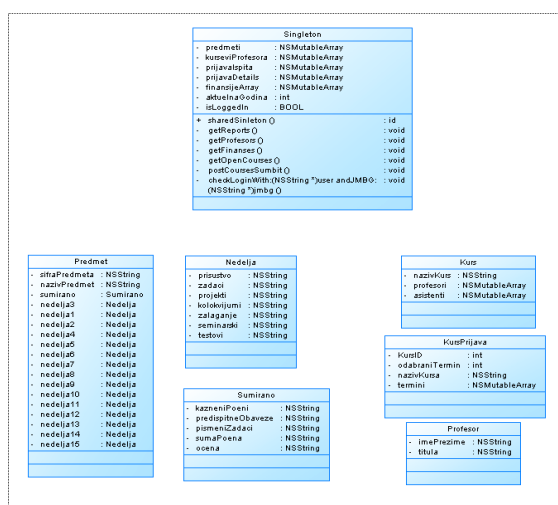 Singleton
- predmeti : NSMutableArray
- kurseviProfesora : NSMutableArray
- prijavaIspita : NSMutableArray
- prijavaDetails : NSMutableArray
- finansijeArray : NSMutableArray
- aktuelnaGodina : int
- isLoggedIn : BOOL
+ sharedSinleton () : id
- getReports () : void
- getProfesors () : void
- getFinanses () : void
- getOpenCourses () : void
- postCoursesSumbit () : void
- checkLoginWith:(NSString *)user andJMBG: : void
(NSString *)jmbg ()
Predmet
- sifraPredmeta : NSString
- nazivPredmet : NSString
- sumirano : Sumirano
- nedelja3 : Nedelja
- nedelja1 : Nedelja
- nedelja2 : Nedelja
- nedelja4 : Nedelja
- nedelja5 : Nedelja
- nedelja6 : Nedelja
- nedelja7 : Nedelja
- nedelja8 : Nedelja
- nedelja9 : Nedelja
- nedelja10 : Nedelja
- nedelja11 : Nedelja
- nedelja12 : Nedelja
- nedelja13 : Nedelja
- nedelja14 : Nedelja
- nedelja15 : Nedelja
Nedelja
- prisustvo : NSString
- zadaci : NSString
- projekti : NSString
- kolokvijumi : NSString
- zalaganje : NSString
- seminarski : NSString
- testovi : NSString
Sumirano
- kazneniPoeni : NSString
- predispitneObaveze : NSString
- pismeniZadaci : NSString
- sumaPoena : NSString
- ocena : NSString
Kurs
- nazivKurs : NSString
- profesori : NSMutableArray
- asistenti : NSMutableArray
KursPrijava
- KursID : int
- odabraniTermin : int
- nazivKursa : NSString
- termini : NSMutableArray
Profesor
- imePrezime : NSString
- titula : NSString